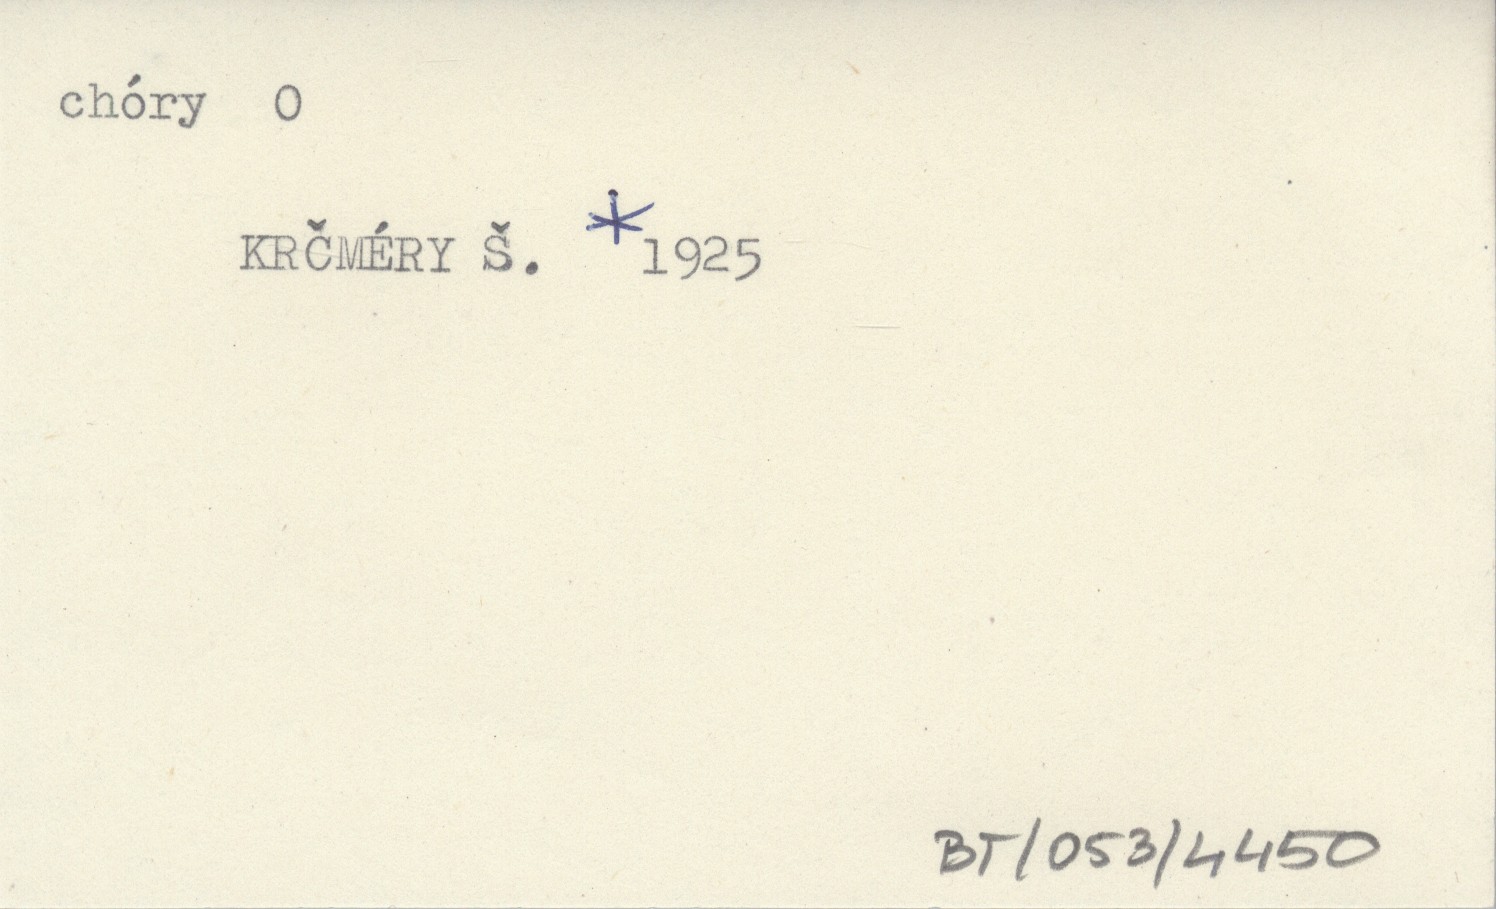 chóry O
KRČMÉRY Š. *1925
BT/053/4450